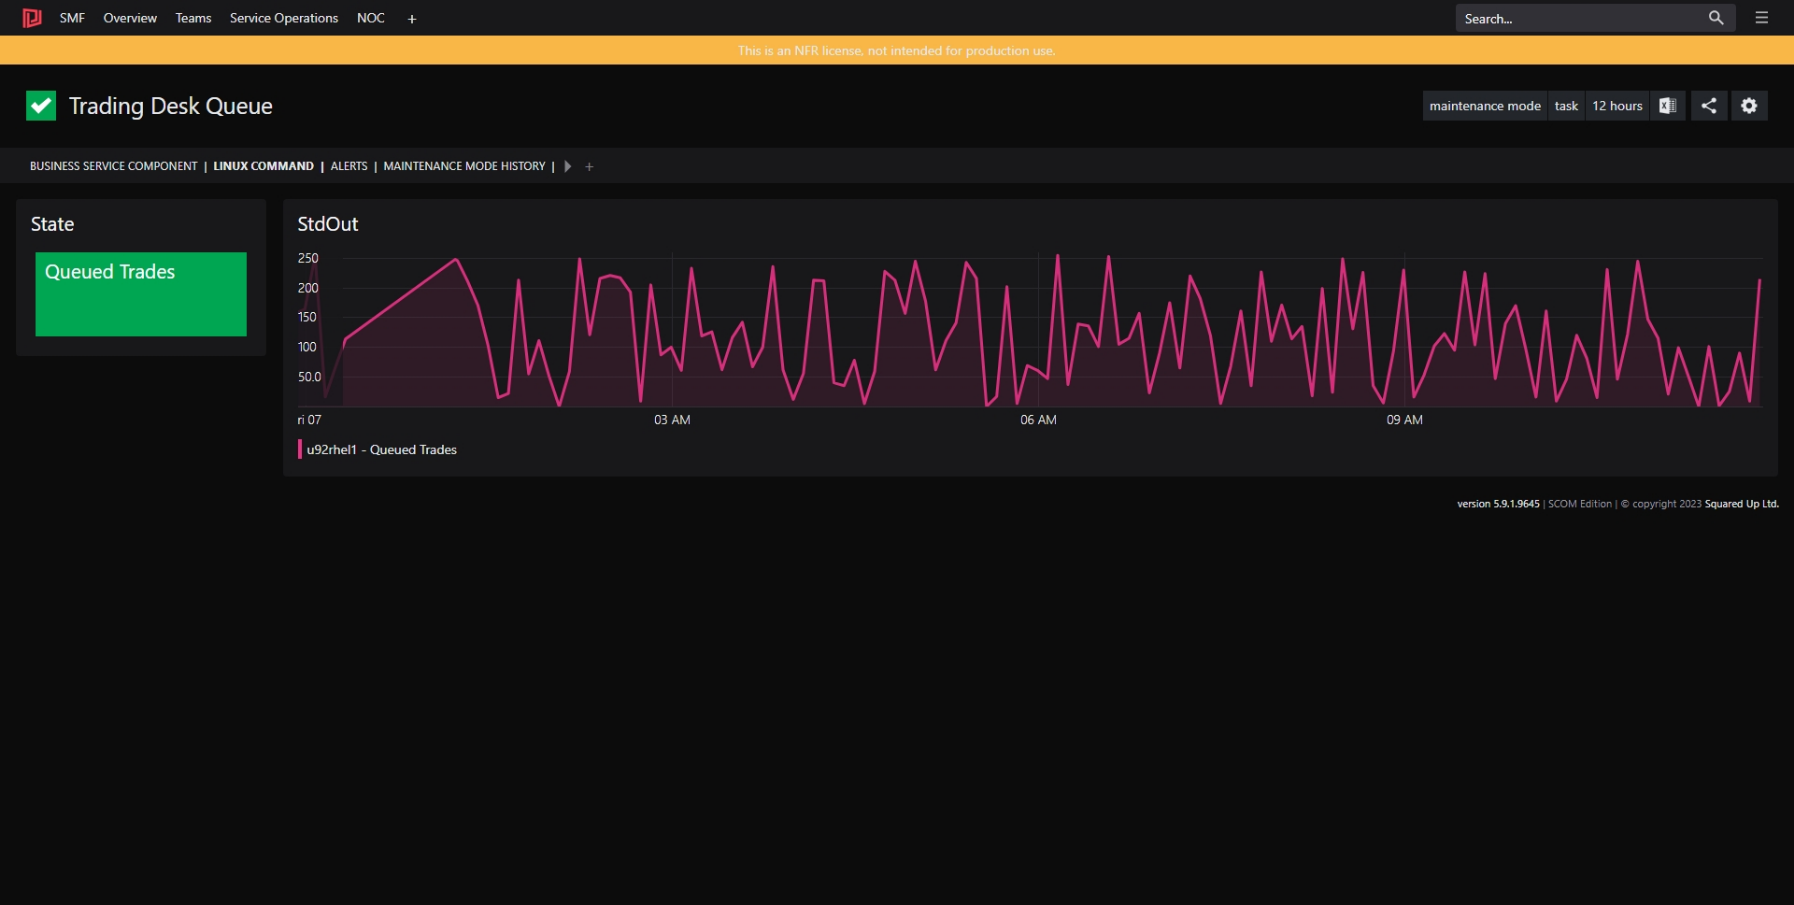 SMF Overview Teams Service Operations NOC +
Search...
This is an NFR license, not intended for production use.
Trading Desk Queue
maintenance mode task 12 hours
BUSINESS SERVICE COMPONENT | LINUX COMMAND | ALERTS | MAINTENANCE MODE HISTORY | +
State
Queued Trades
StdOut
250
200
150
100
50.0
ri 07 03 AM 06 AM 09 AM
u92rhel1 - Queued Trades
version 5.9.1.9645 | SCOM Edition | © copyright 2023 Squared Up Ltd.